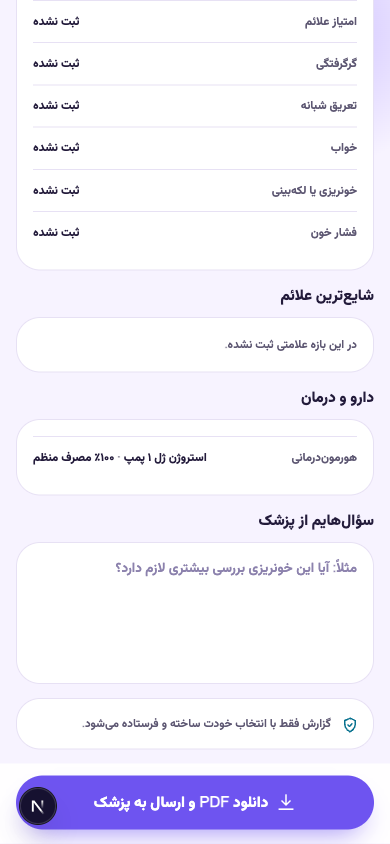 امتیاز علائم ثبت نشده
گرگرفتگی ثبت نشده
تعریق شبانه ثبت نشده
خواب ثبت نشده
خونریزی یا لکه‌بینی ثبت نشده
فشار خون ثبت نشده
شایع‌ترین علائم
در این بازه علامتی ثبت نشده.
دارو و درمان
هورمون‌درمانی استروژن ژل ۱ پمپ · ۱۰۰٪ مصرف منظم
سؤال‌هایم از پزشک
مثلاً: آیا این خونریزی بررسی بیشتری لازم دارد؟
گزارش فقط با انتخاب خودت ساخته و فرستاده می‌شود.
دانلود PDF و ارسال به پزشک
N